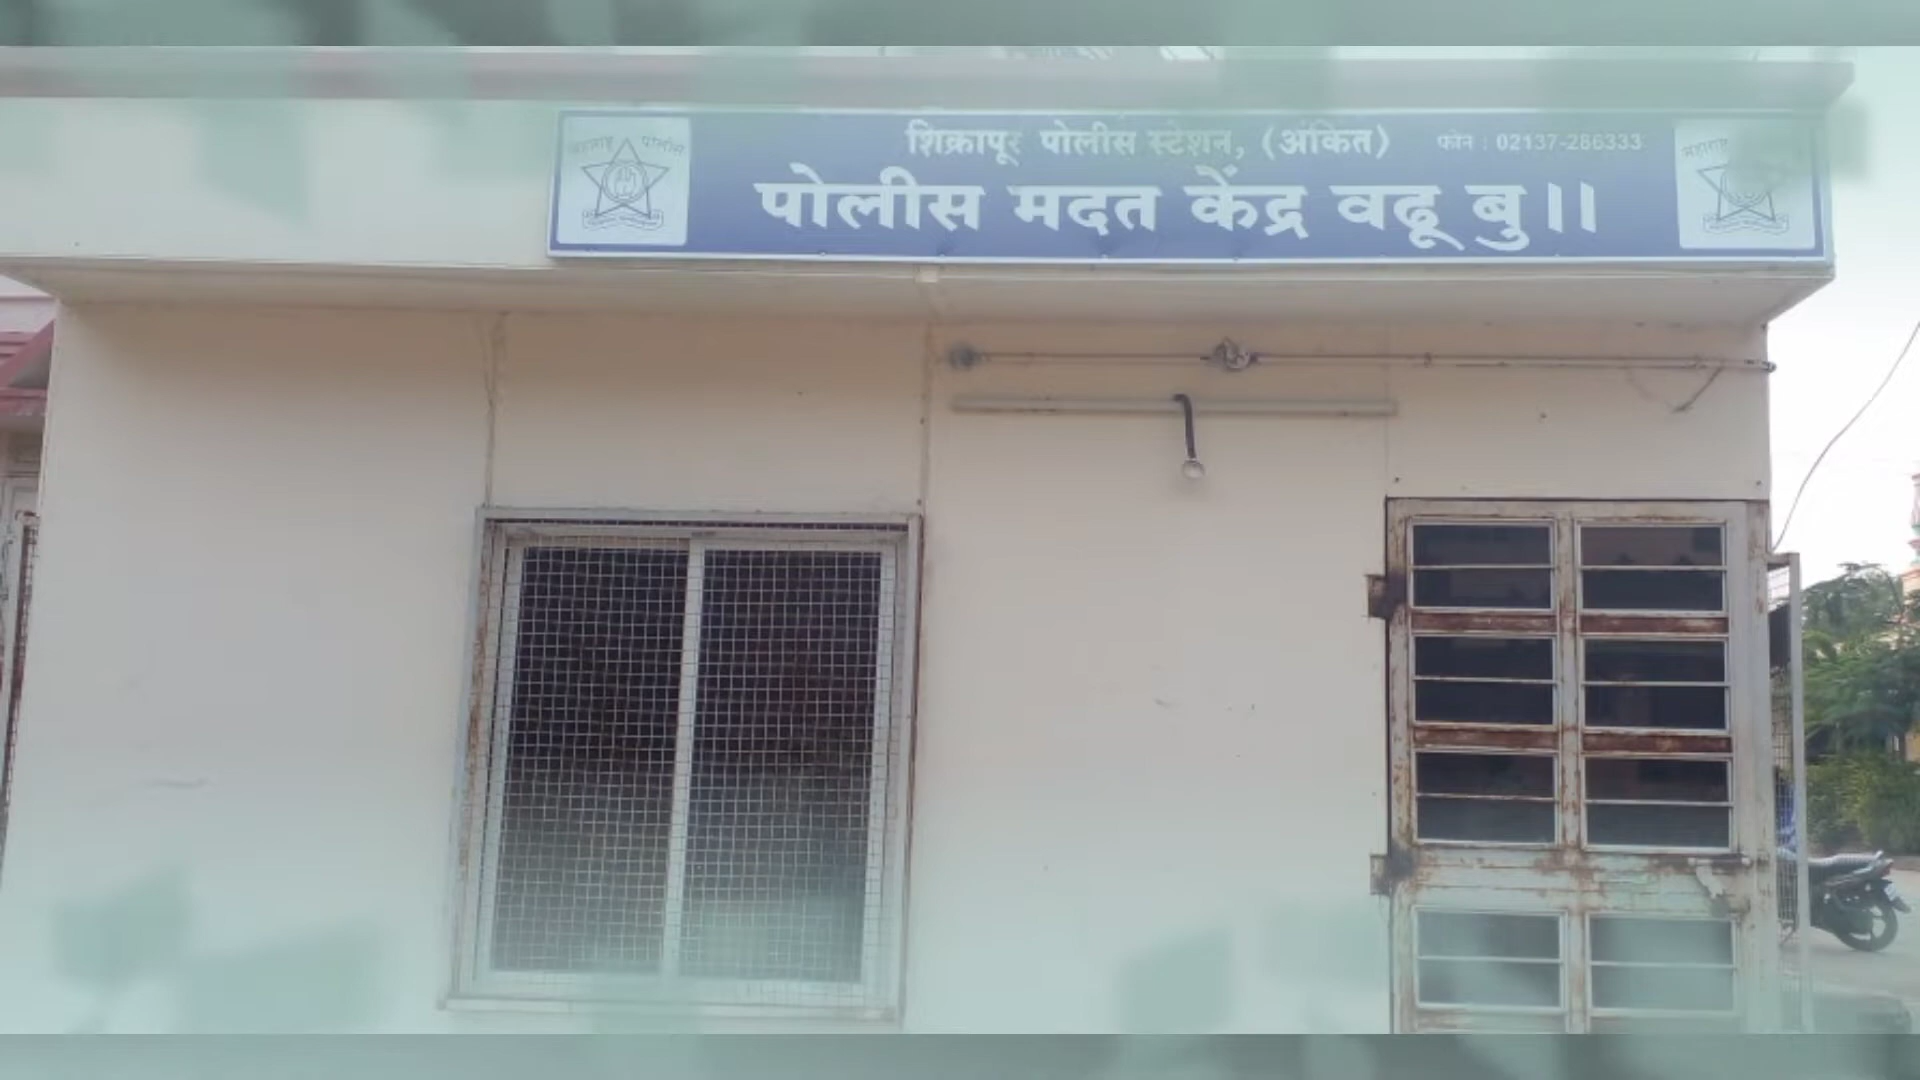 शिक्रापूर पोलीस स्टेशन, (अंकित) फोन : 02137-286333
पोलीस मदत केंद्र वढू बु।।
पोलीस